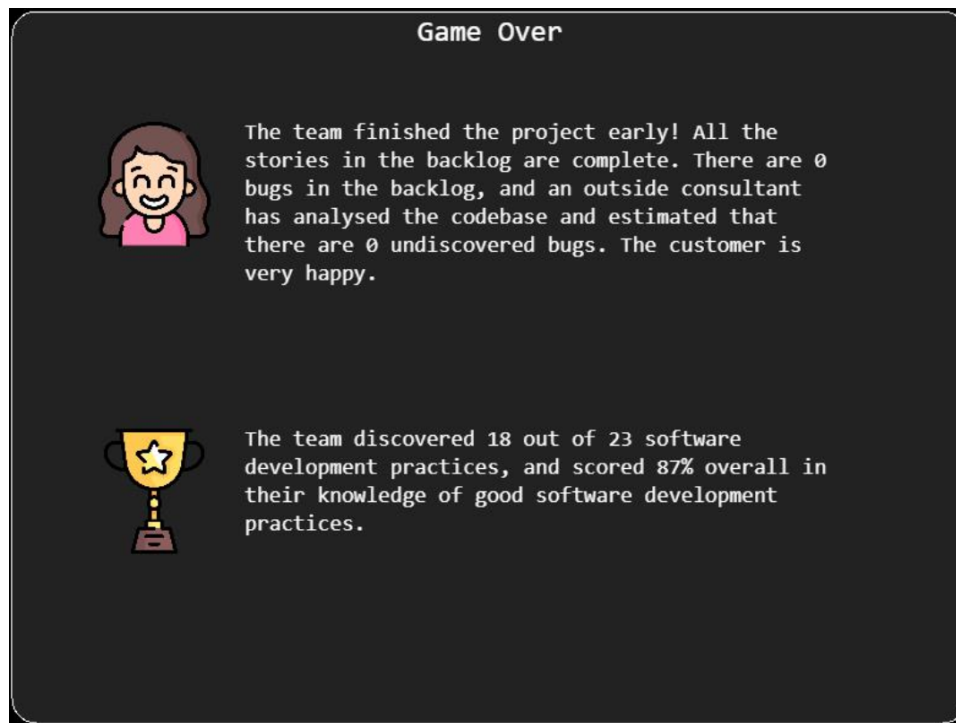 Game Over
The team finished the project early! All the
stories in the backlog are complete. There are 0
bugs in the backlog, and an outside consultant
has analysed the codebase and estimated that
there are 0 undiscovered bugs. The customer is
very happy.
The team discovered 18 out of 23 software
development practices, and scored 87% overall in
their knowledge of good software development
practices.